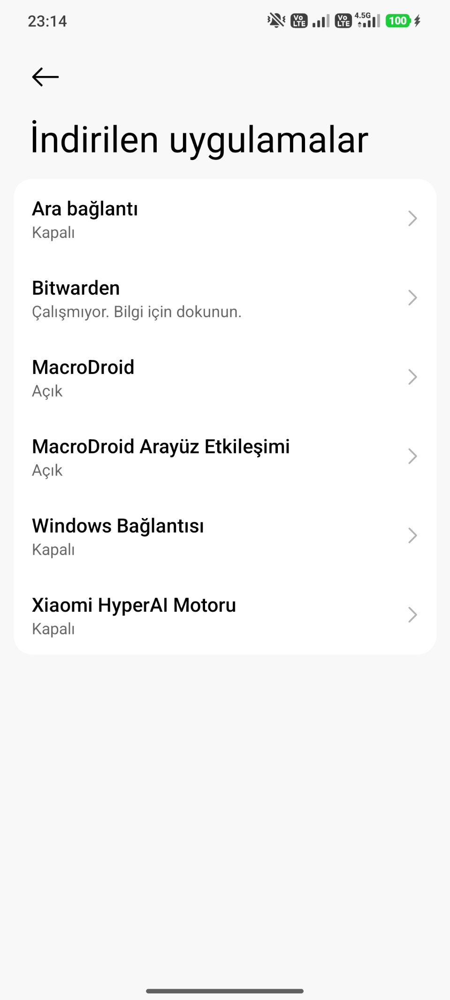 23:14
Vo LTE Vo LTE 4.5G 100
İndirilen uygulamalar
Ara bağlantı
Kapalı
Bitwarden
Çalışmıyor. Bilgi için dokunun.
MacroDroid
Açık
MacroDroid Arayüz Etkileşimi
Açık
Windows Bağlantısı
Kapalı
Xiaomi HyperAI Motoru
Kapalı